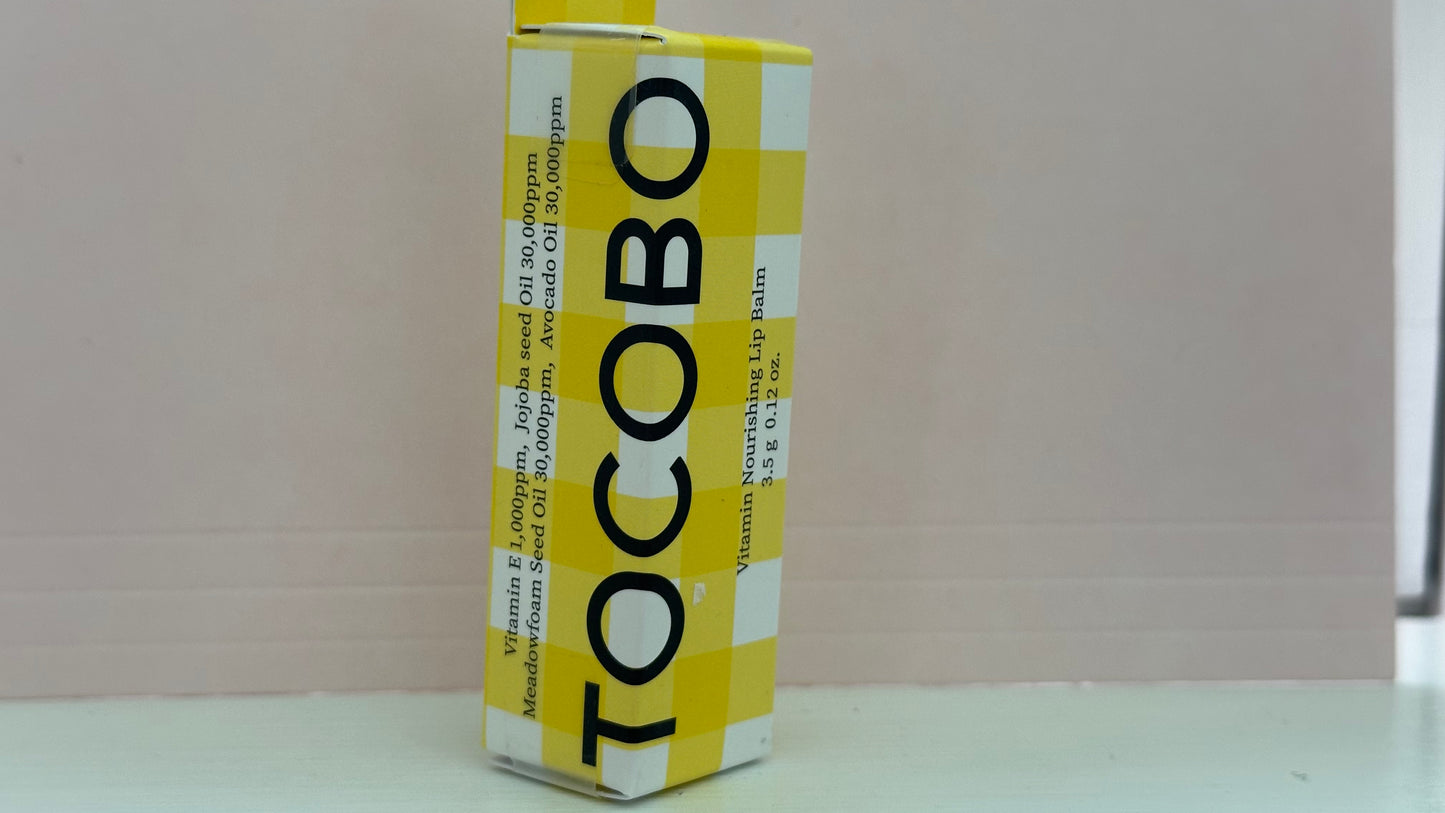 Vitamin E 1,000ppm, Jojoba seed Oil 30,000ppm
Meadowfoam Seed Oil 30,000ppm, Avocado Oil 30,000ppm
TOCOBO
Vitamin Nourishing Lip Balm
3.5 g 0.12 oz.